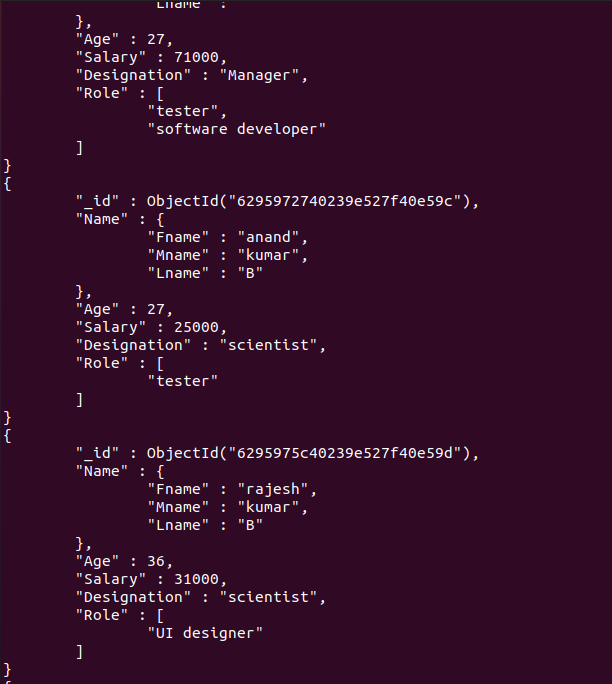 "Lname" :
},
"Age" : 27,
"Salary" : 71000,
"Designation" : "Manager",
"Role" : [
"tester",
"software developer"
]
}
{
"_id" : ObjectId("6295972740239e527f40e59c"),
"Name" : {
"Fname" : "anand",
"Mname" : "kumar",
"Lname" : "B"
},
"Age" : 27,
"Salary" : 25000,
"Designation" : "scientist",
"Role" : [
"tester"
]
}
{
"_id" : ObjectId("6295975c40239e527f40e59d"),
"Name" : {
"Fname" : "rajesh",
"Mname" : "kumar",
"Lname" : "B"
},
"Age" : 36,
"Salary" : 31000,
"Designation" : "scientist",
"Role" : [
"UI designer"
]
}